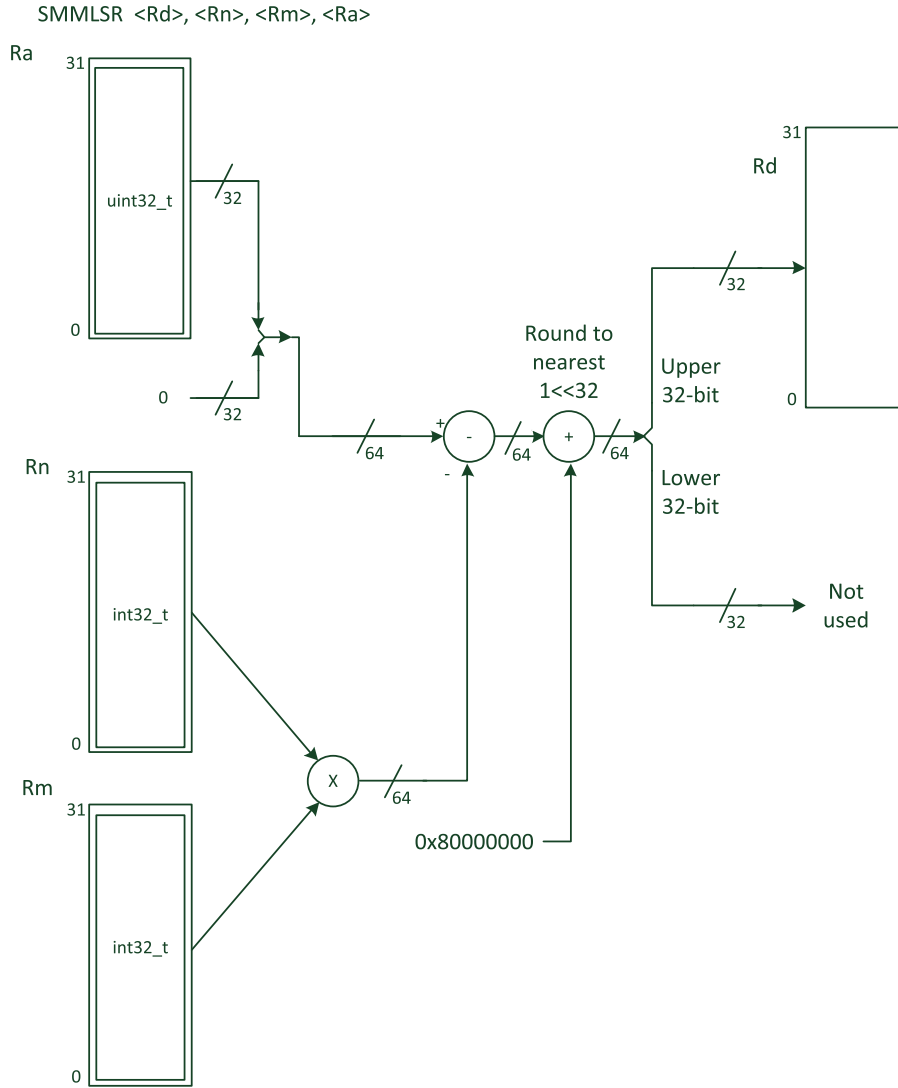 SMMLSR <Rd>, <Rn>, <Rm>, <Ra>
Ra
31
uint32_t
0
32
0
32
64
Rn
31
int32_t
0
Rm
31
int32_t
0
X
64
+
-
-
64
Round to
nearest
1<<32
+
64
0x80000000
Upper
32-bit
Lower
32-bit
32
Rd
31
0
32
Not
used